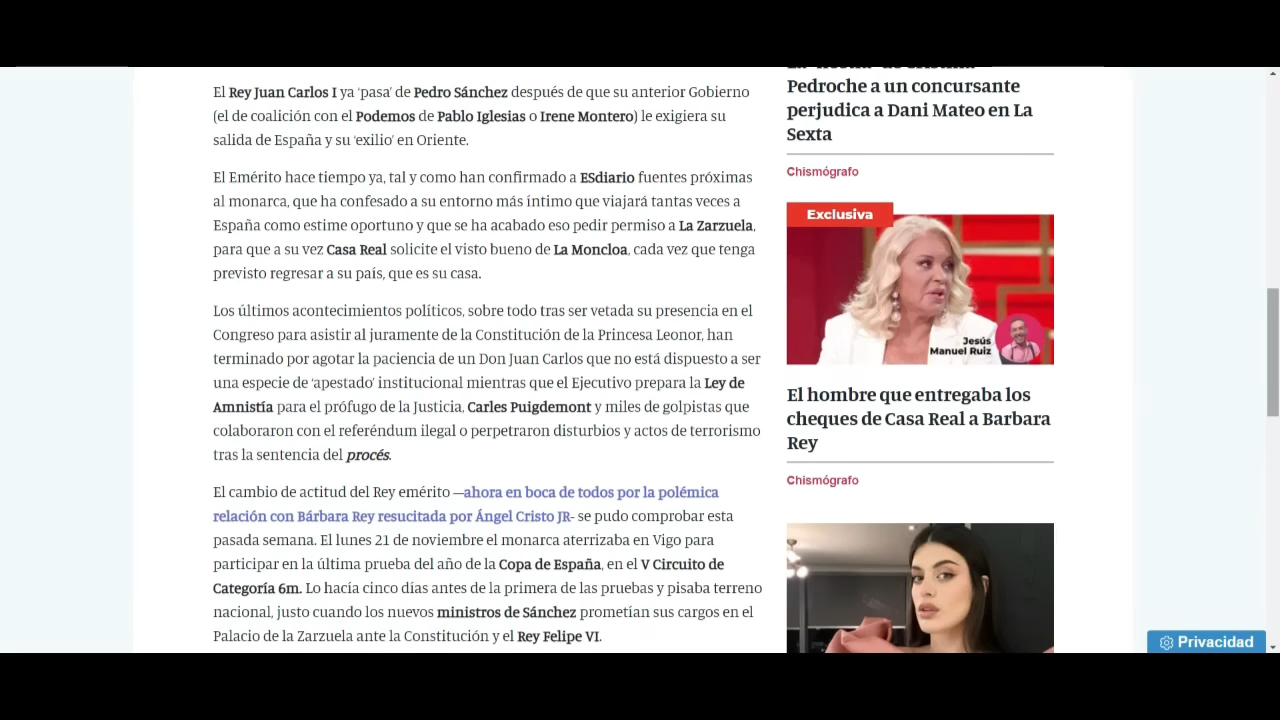 El Rey Juan Carlos I ya ‘pasa’ de Pedro Sánchez después de que su anterior Gobierno
(el de coalición con el Podemos de Pablo Iglesias o Irene Montero) le exigiera su
salida de España y su ‘exilio’ en Oriente.
El Emérito hace tiempo ya, tal y como han confirmado a ESdiario fuentes próximas
al monarca, que ha confesado a su entorno más íntimo que viajará tantas veces a
España como estime oportuno y que se ha acabado eso pedir permiso a La Zarzuela,
para que a su vez Casa Real solicite el visto bueno de La Moncloa, cada vez que tenga
previsto regresar a su país, que es su casa.
Los últimos acontecimientos políticos, sobre todo tras ser vetada su presencia en el
Congreso para asistir al juramente de la Constitución de la Princesa Leonor, han
terminado por agotar la paciencia de un Don Juan Carlos que no está dispuesto a ser
una especie de ‘apestado’ institucional mientras que el Ejecutivo prepara la Ley de
Amnistía para el prófugo de la Justicia, Carles Puigdemont y miles de golpistas que
colaboraron con el referéndum ilegal o perpetraron disturbios y actos de terrorismo
tras la sentencia del procés.
El cambio de actitud del Rey emérito —ahora en boca de todos por la polémica
relación con Bárbara Rey resucitada por Ángel Cristo JR- se pudo comprobar esta
pasada semana. El lunes 21 de noviembre el monarca aterrizaba en Vigo para
participar en la última prueba del año de la Copa de España, en el V Circuito de
Categoría 6m. Lo hacía cinco días antes de la primera de las pruebas y pisaba terreno
nacional, justo cuando los nuevos ministros de Sánchez prometían sus cargos en el
Palacio de la Zarzuela ante la Constitución y el Rey Felipe VI.
Pedroche a un concursante
perjudica a Dani Mateo en La
Sexta
Chismógrafo
Exclusiva
Jesús
Manuel Ruiz
El hombre que entregaba los
cheques de Casa Real a Barbara
Rey
Chismógrafo
Privacidad